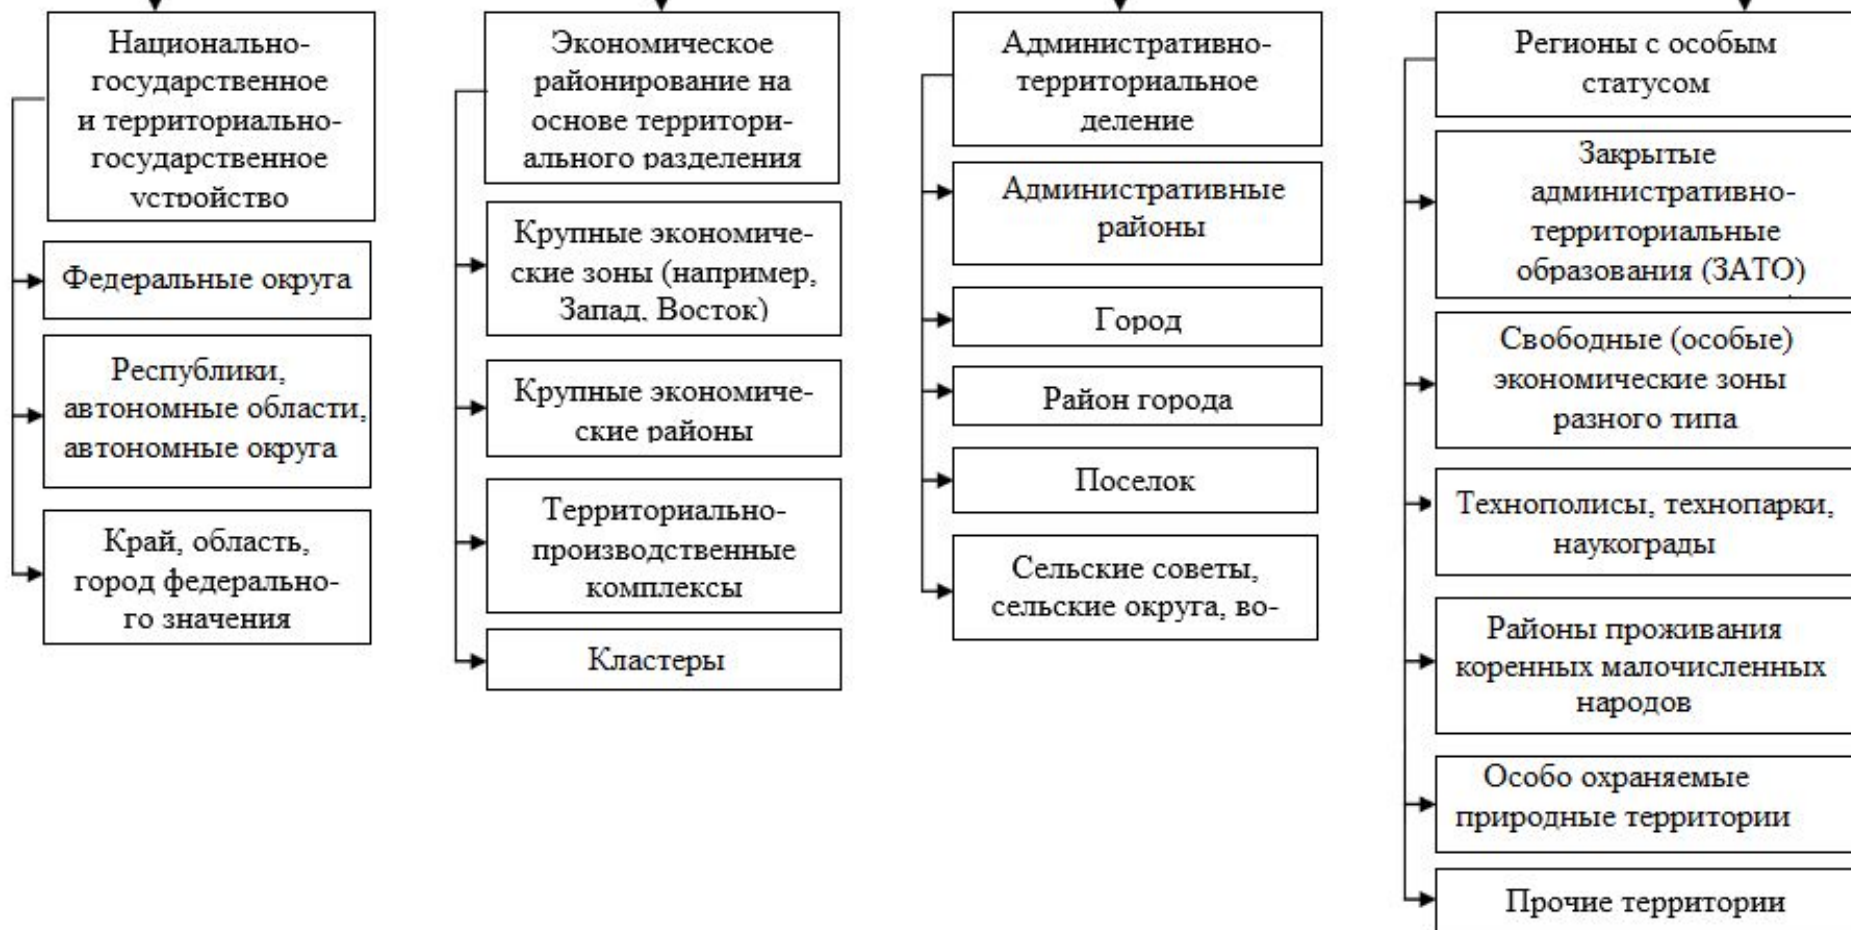 Национально-
государственное
и территориально-
государственное
устройство
Федеральные округа
Республики,
автономные области,
автономные округа
Край, область,
город федерально-
го значения
Экономическое
районирование на
основе территори-
ального разделения
Крупные экономиче-
ские зоны (например,
Запад, Восток)
Крупные экономиче-
ские районы
Территориально-
производственные
комплексы
Кластеры
Административно-
территориальное
деление
Административные
районы
Город
Район города
Поселок
Сельские советы,
сельские округа, во-
Регионы с особым
статусом
Закрытые
административно-
территориальные
образования (ЗАТО)
Свободные (особые)
экономические зоны
разного типа
Технополисы, технопарки,
наукограды
Районы проживания
коренных малочисленных
народов
Особо охраняемые
природные территории
Прочие территории